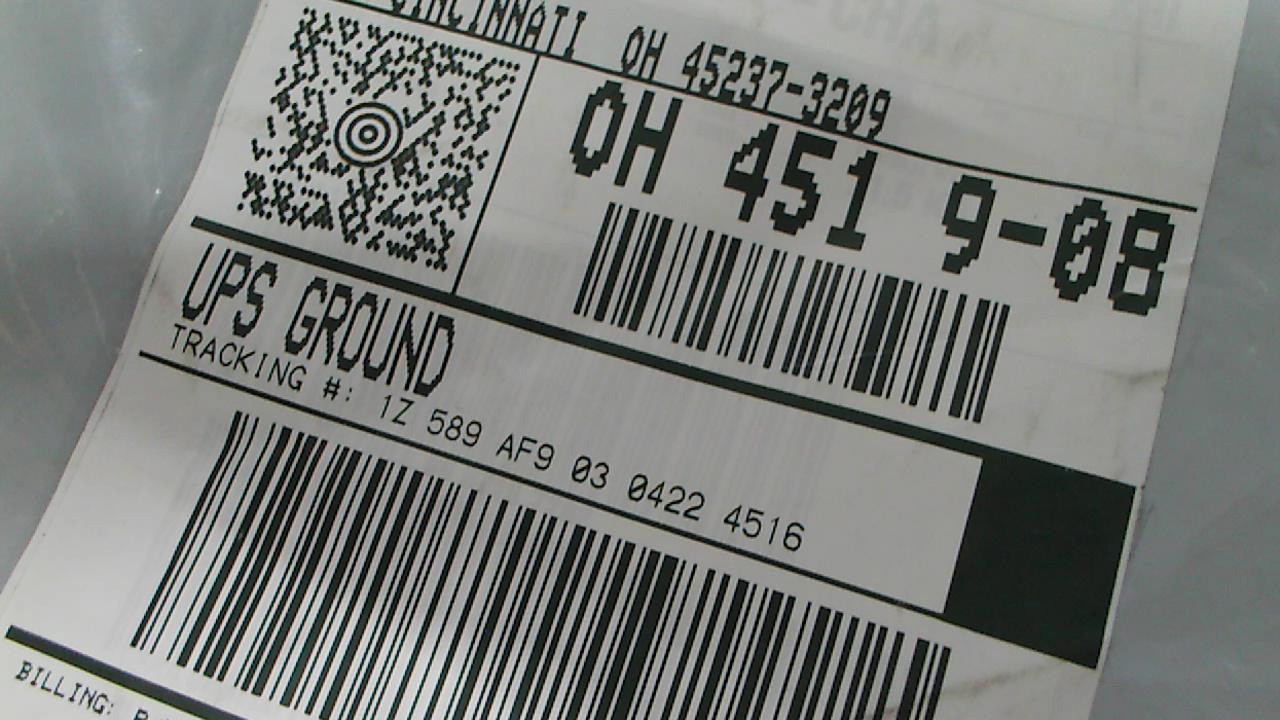 CINCINNATI OH 45237-3209
OH 451 9-08
UPS GROUND
TRACKING #: 1Z 589 AF9 03 0422 4516
BILLING: